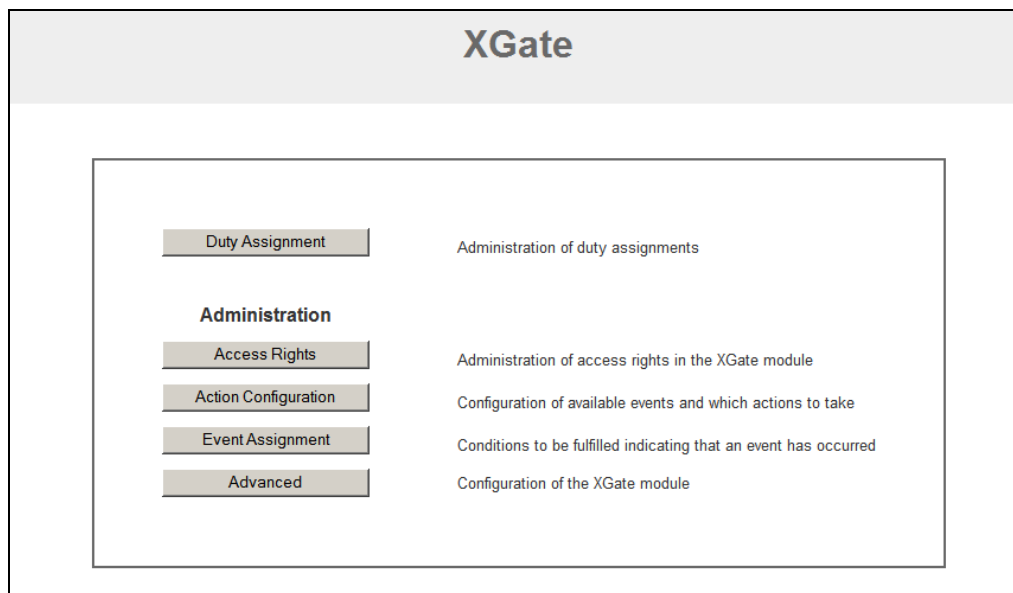 XGate
Duty Assignment Administration of duty assignments
Administration
Access Rights Administration of access rights in the XGate module
Action Configuration Configuration of available events and which actions to take
Event Assignment Conditions to be fulfilled indicating that an event has occurred
Advanced Configuration of the XGate module